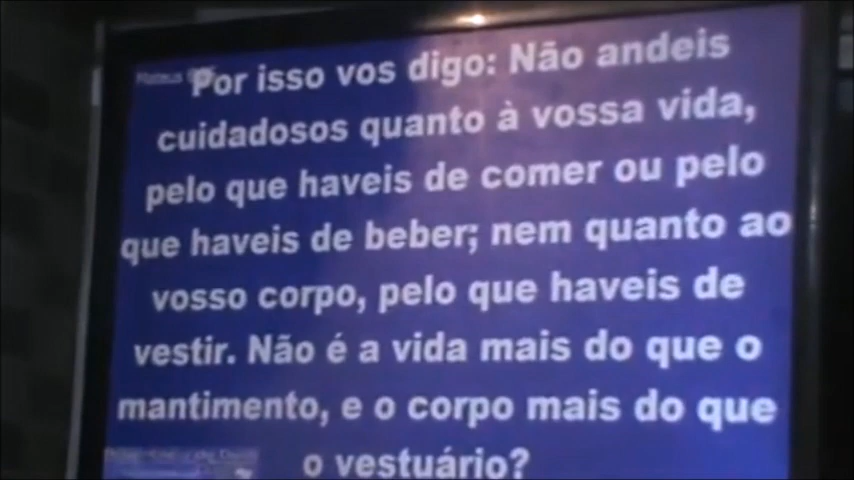 Mateus
Por isso vos digo: Não andeis
cuidadosos quanto à vossa vida,
pelo que haveis de comer ou pelo
que haveis de beber; nem quanto ao
vosso corpo, pelo que haveis de
vestir. Não é a vida mais do que o
mantimento, e o corpo mais do que
o vestuário?